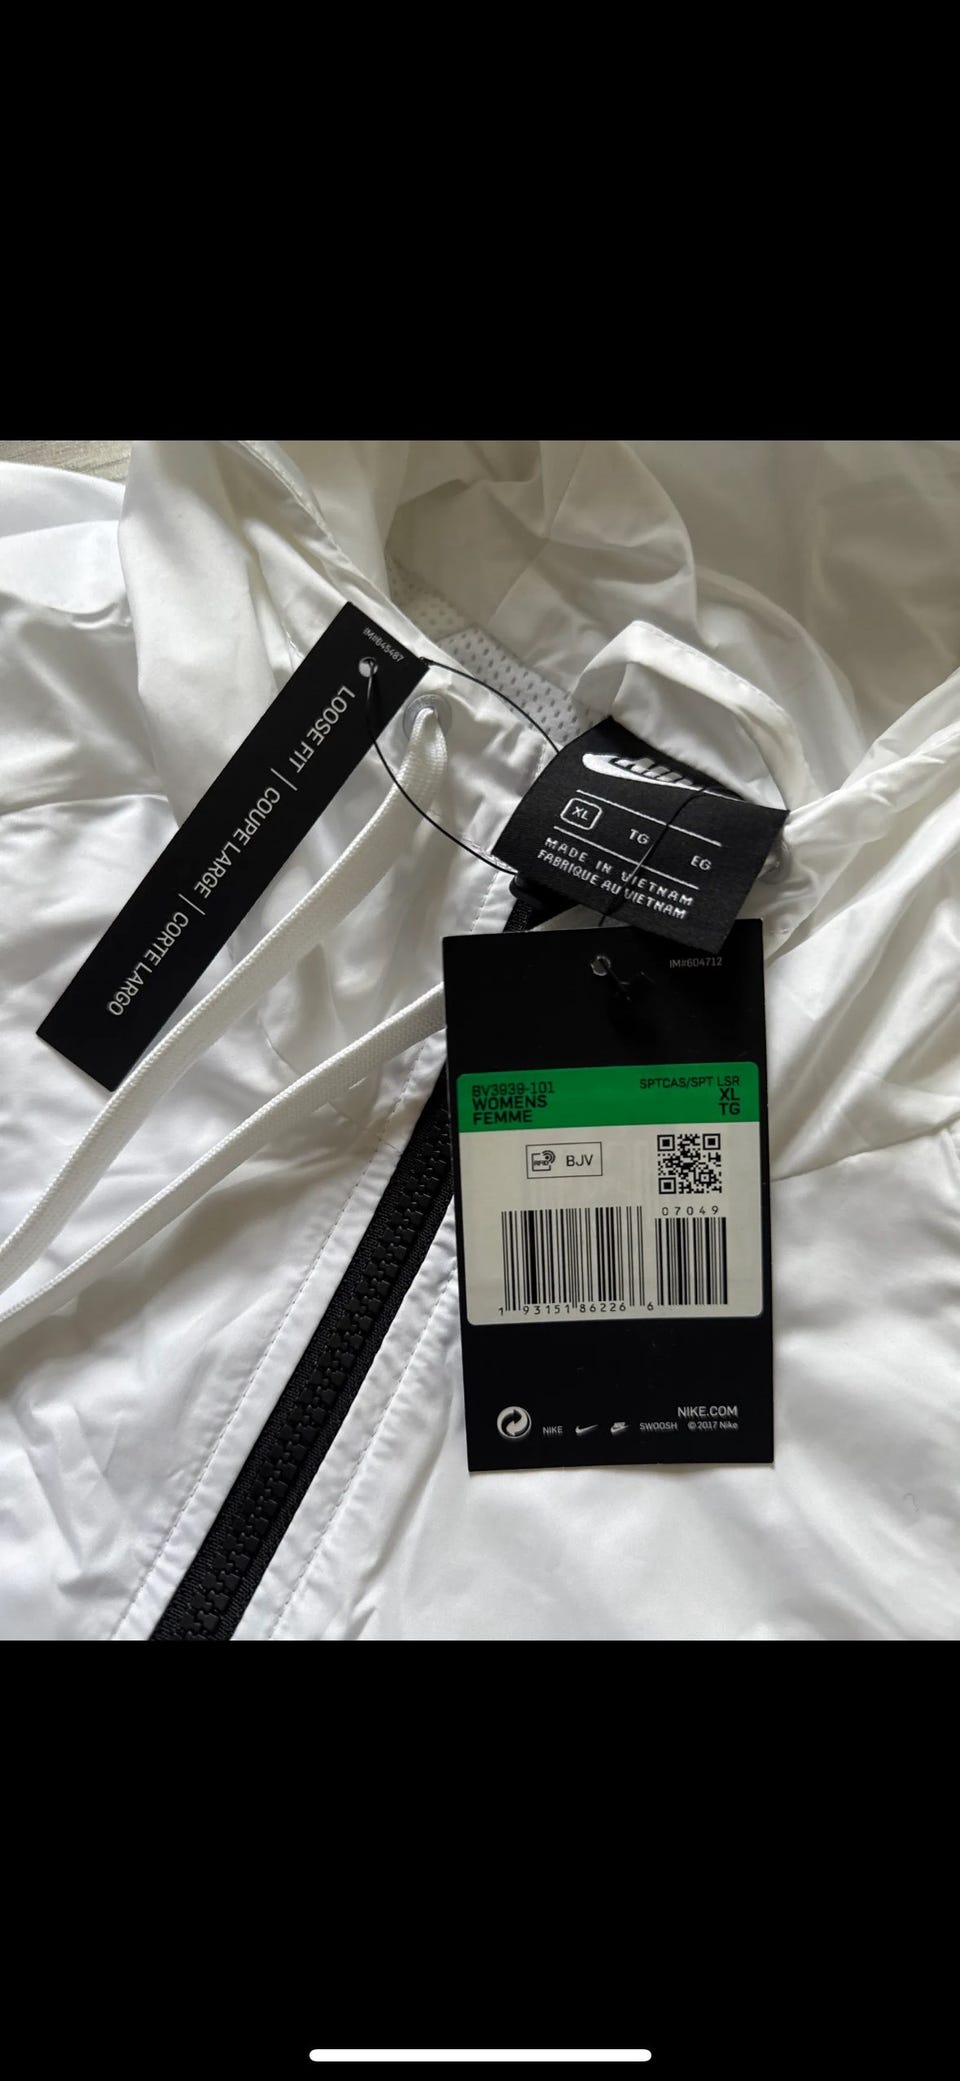 IM#645487
LOOSE FIT | COUPE LARGE | CORTE LARGO
XL TG EG
MADE IN VIETNAM
FABRIQUE AU VIETNAM
IM#604712
BV3939-101 SPTCAS/SPT LSR
WOMENS XL
FEMME TG
RFID BJV
07049
1 93151 86226 6
NIKE.COM
NIKE SWOOSH ©2017 Nike